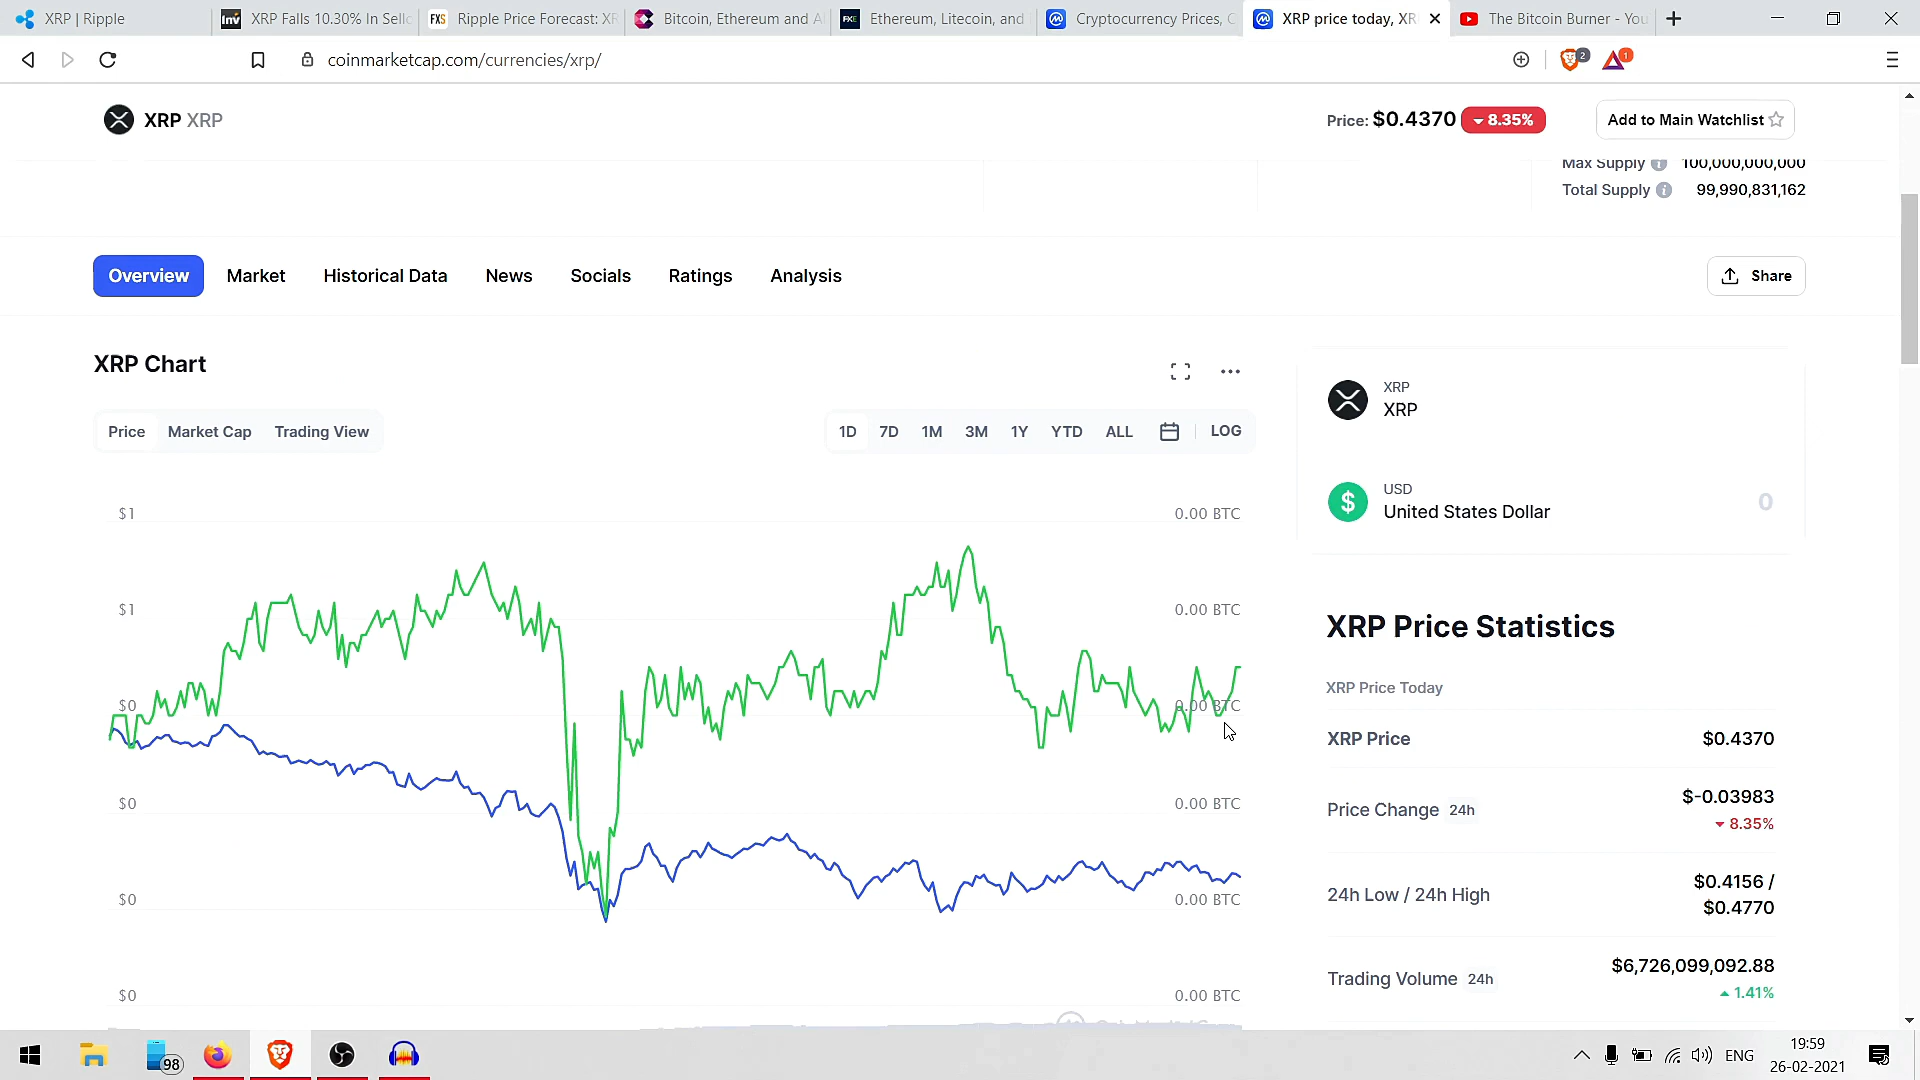 XRP | Ripple
XRP Falls 10.30% In Sello
Ripple Price Forecast: XR
Bitcoin, Ethereum and Al
Ethereum, Litecoin, and
Cryptocurrency Prices, C
XRP price today, XR
The Bitcoin Burner - You
coinmarketcap.com/currencies/xrp/
2
1
XRP XRP
Price: $0.4370 8.35%
Add to Main Watchlist
Max Supply 100,000,000,000
Total Supply 99,990,831,162
Overview Market Historical Data News Socials Ratings Analysis
Share
XRP Chart
Price Market Cap Trading View
1D 7D 1M 3M 1Y YTD ALL LOG
$1 0.00 BTC
$1 0.00 BTC
$0 0.00 BTC
$0 0.00 BTC
$0 0.00 BTC
$0 0.00 BTC
XRP
XRP
USD
United States Dollar
0
XRP Price Statistics
XRP Price Today
XRP Price $0.4370
Price Change 24h $-0.03983
8.35%
24h Low / 24h High $0.4156 /
$0.4770
Trading Volume 24h $6,726,099,092.88
1.41%
98
ENG
19:59
26-02-2021